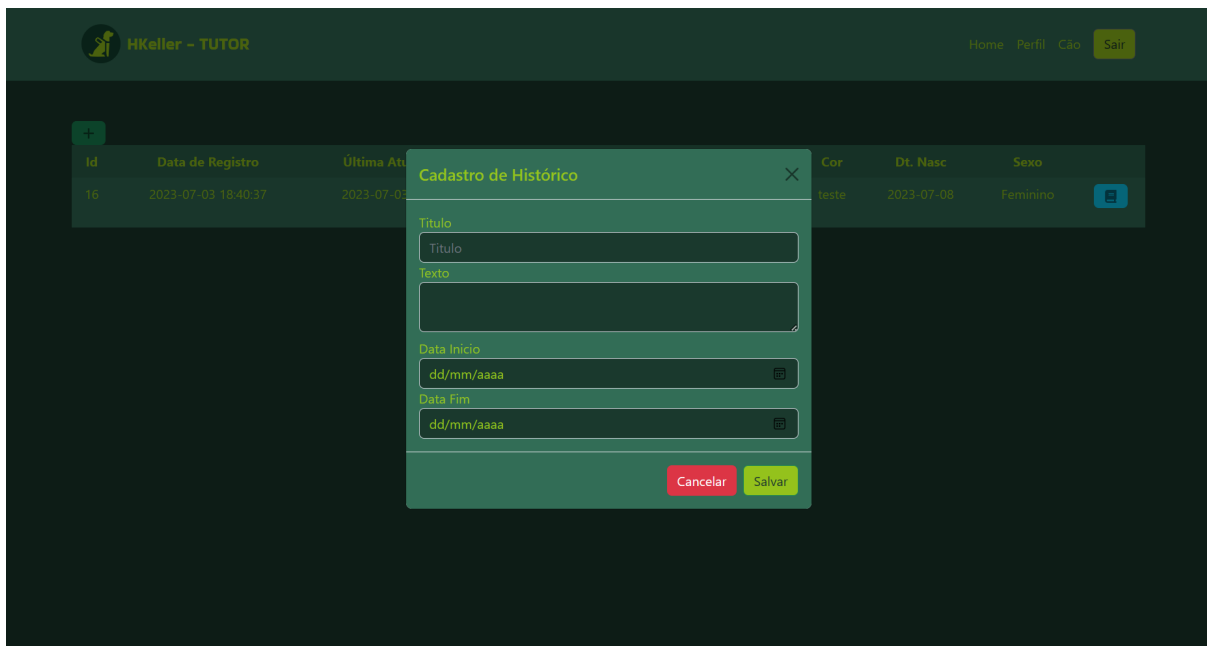 HKeller - TUTOR
Home Perfil Cão Sair
+
Id Data de Registro Última Atu Cor Dt. Nasc Sexo
16 2023-07-03 18:40:37 2023-07-03 teste 2023-07-08 Feminino
Cadastro de Histórico
Titulo
Titulo
Texto
Data Inicio
dd/mm/aaaa
Data Fim
dd/mm/aaaa
Cancelar Salvar